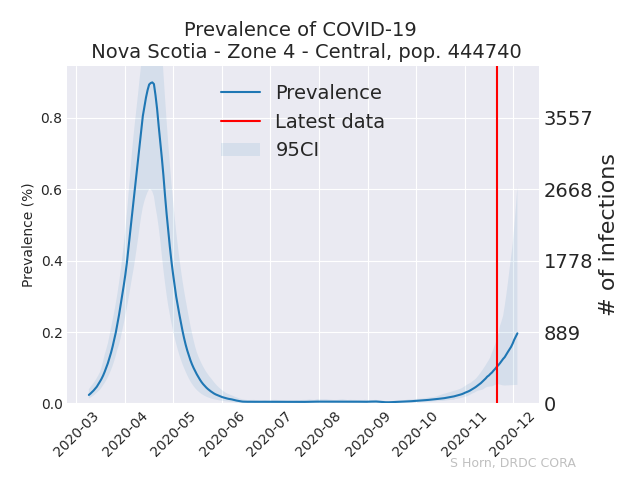 Prevalence of COVID-19
Nova Scotia - Zone 4 - Central, pop. 444740
Prevalence
Latest data
95CI
Prevalence (%)
0.8
0.6
0.4
0.2
0.0
3557
2668
1778
889
0
# of infections
2020-03
2020-04
2020-05
2020-06
2020-07
2020-08
2020-09
2020-10
2020-11
2020-12
S Horn, DRDC CORA